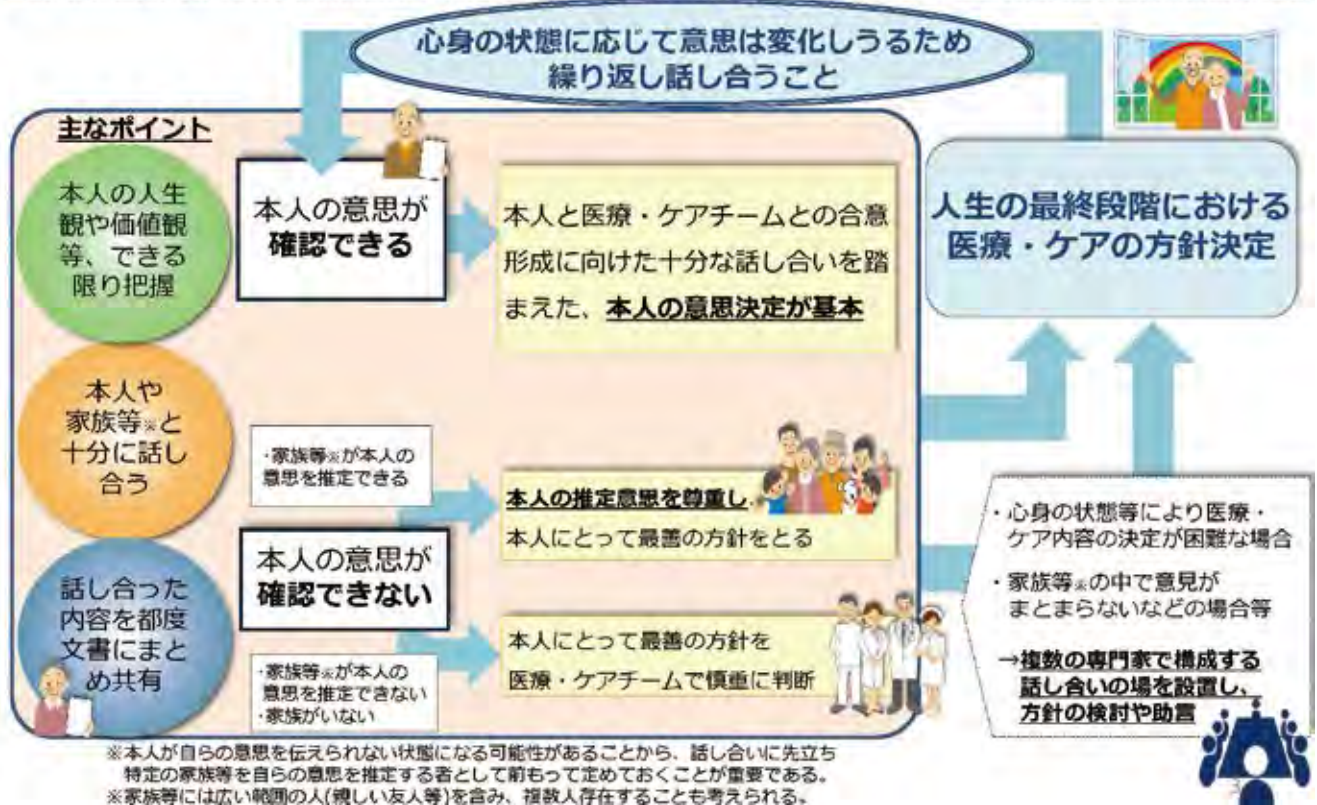 心身の状態に応じて意思は変化しうるため
繰り返し話し合うこと
主なポイント
本人の人生
観や価値観
等、できる
限り把握
本人や
家族等※と
十分に話し
合う
話し合った
内容を都度
文書にまと
め共有
本人の意思が
確認できる
本人と医療・ケアチームとの合意
形成に向けた十分な話し合いを踏
まえた、本人の意思決定が基本
・家族等※が本人の
意思を推定できる
本人の意思が
確認できない
・家族等※が本人の
意思を推定できない
・家族がいない
本人の推定意思を尊重し、
本人にとって最善の方針をとる
本人にとって最善の方針を
医療・ケアチームで慎重に判断
人生の最終段階における
医療・ケアの方針決定
・心身の状態等により医療・
ケア内容の決定が困難な場合
・家族等※の中で意見が
まとまらないなどの場合等
→複数の専門家で構成する
話し合いの場を設置し、
方針の検討や助言
※本人が自らの意思を伝えられない状態になる可能性があることから、話し合いに先立ち
特定の家族等を自らの意思を推定する者として前もって定めておくことが重要である。
※家族等には広い範囲の人(親しい友人等)を含み、複数人存在することも考えられる。